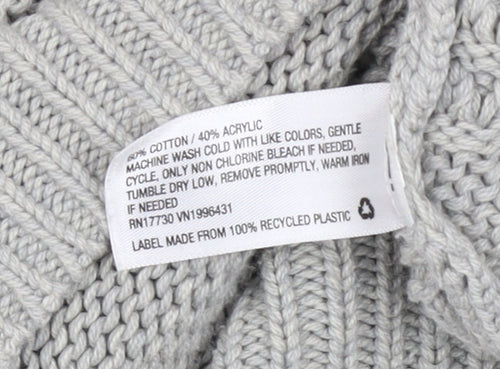 60% COTTON / 40% ACRYLIC
MACHINE WASH COLD WITH LIKE COLORS, GENTLE
CYCLE, ONLY NON CHLORINE BLEACH IF NEEDED,
TUMBLE DRY LOW, REMOVE PROMPTLY, WARM IRON
IF NEEDED
RN17730 VN1996431
LABEL MADE FROM 100% RECYCLED PLASTIC